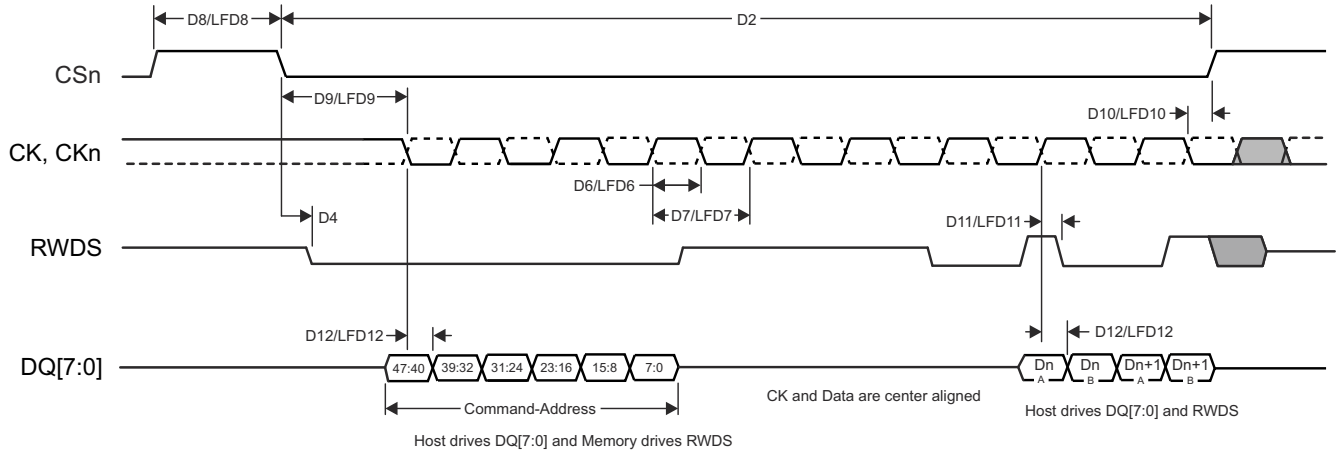 D8/LFD8
D2
CSn
D9/LFD9
D10/LFD10
CK, CKn
D6/LFD6
D7/LFD7
D4
D11/LFD11
RWDS
D12/LFD12
D12/LFD12
DQ[7:0]
47:40 39:32 31:24 23:16 15:8 7:0
Dn Dn Dn+1 Dn+1
A B A B
CK and Data are center aligned
Command-Address
Host drives DQ[7:0] and RWDS
Host drives DQ[7:0] and Memory drives RWDS